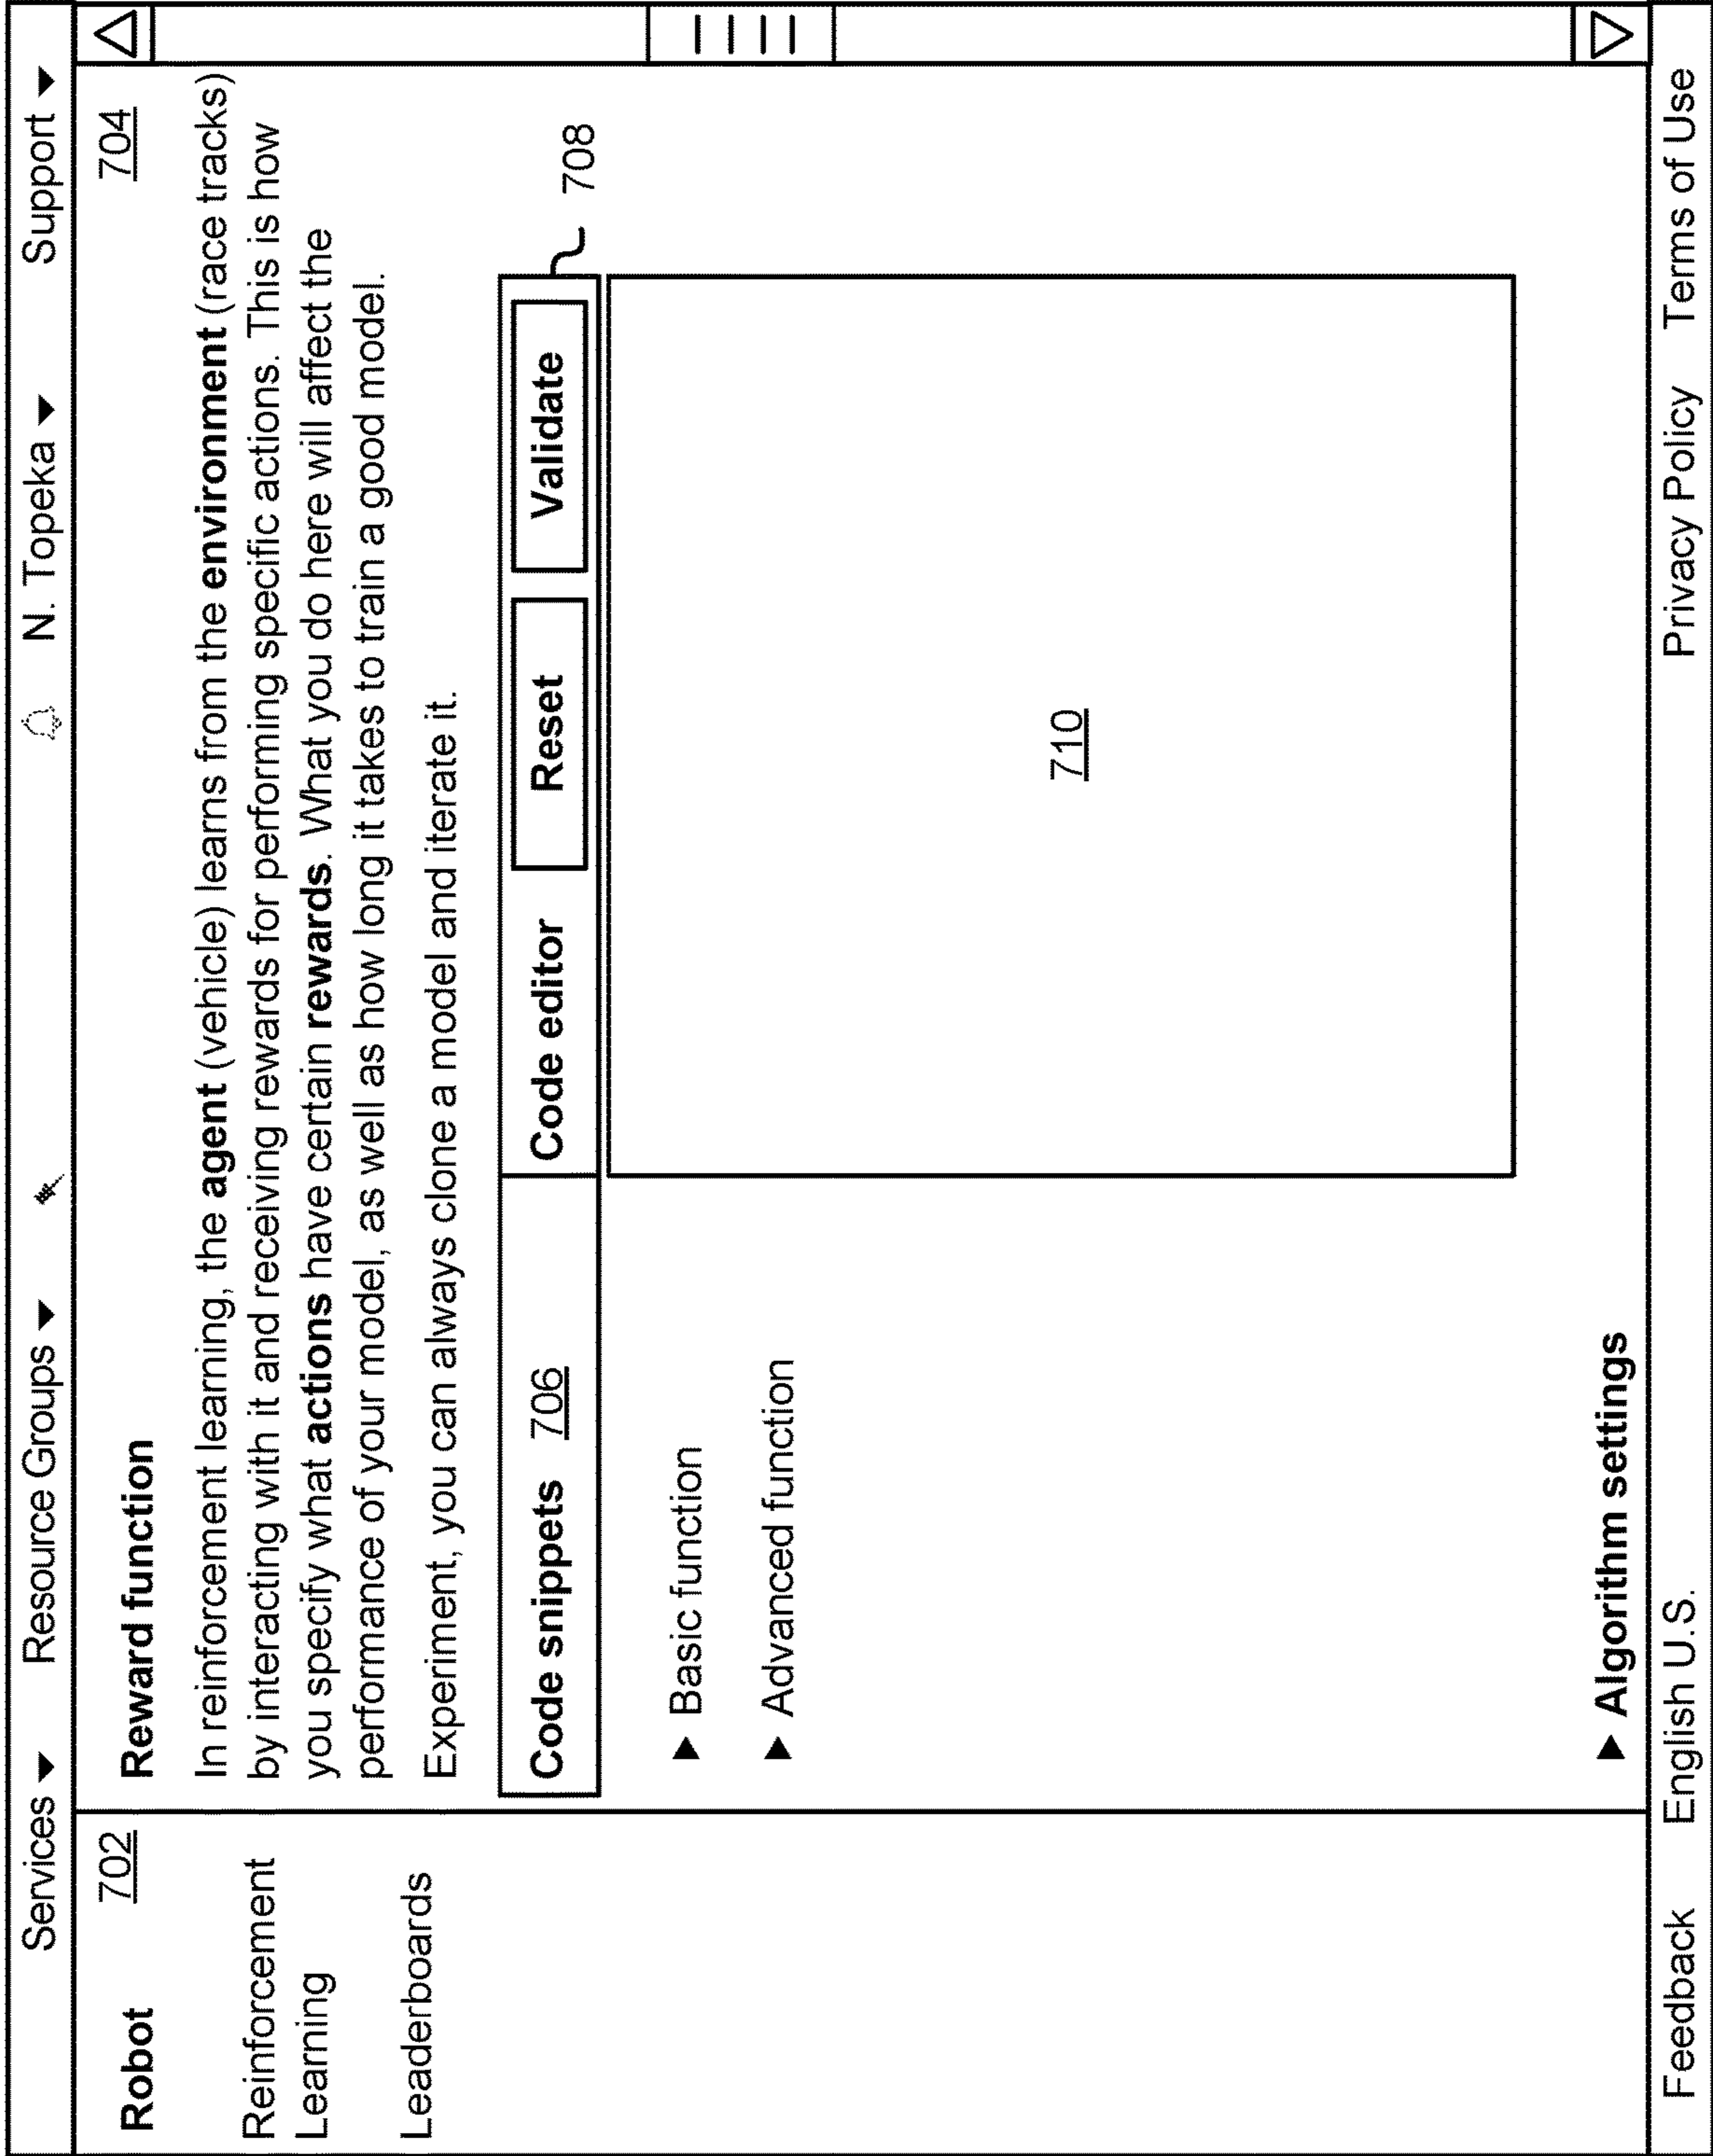 Services Resource Groups N. Topeka Support
Robot 702
Reinforcement
Learning
Leaderboards
Reward function 704
In reinforcement learning, the agent (vehicle) learns from the environment (race tracks)
by interacting with it and receiving rewards for performing specific actions. This is how
you specify what actions have certain rewards. What you do here will affect the
performance of your model, as well as how long it takes to train a good model.
Experiment, you can always clone a model and iterate it.
Code snippets 706 Code editor Reset Validate 708
Basic function
Advanced function
710
Algorithm settings
Feedback English U.S. Privacy Policy Terms of Use